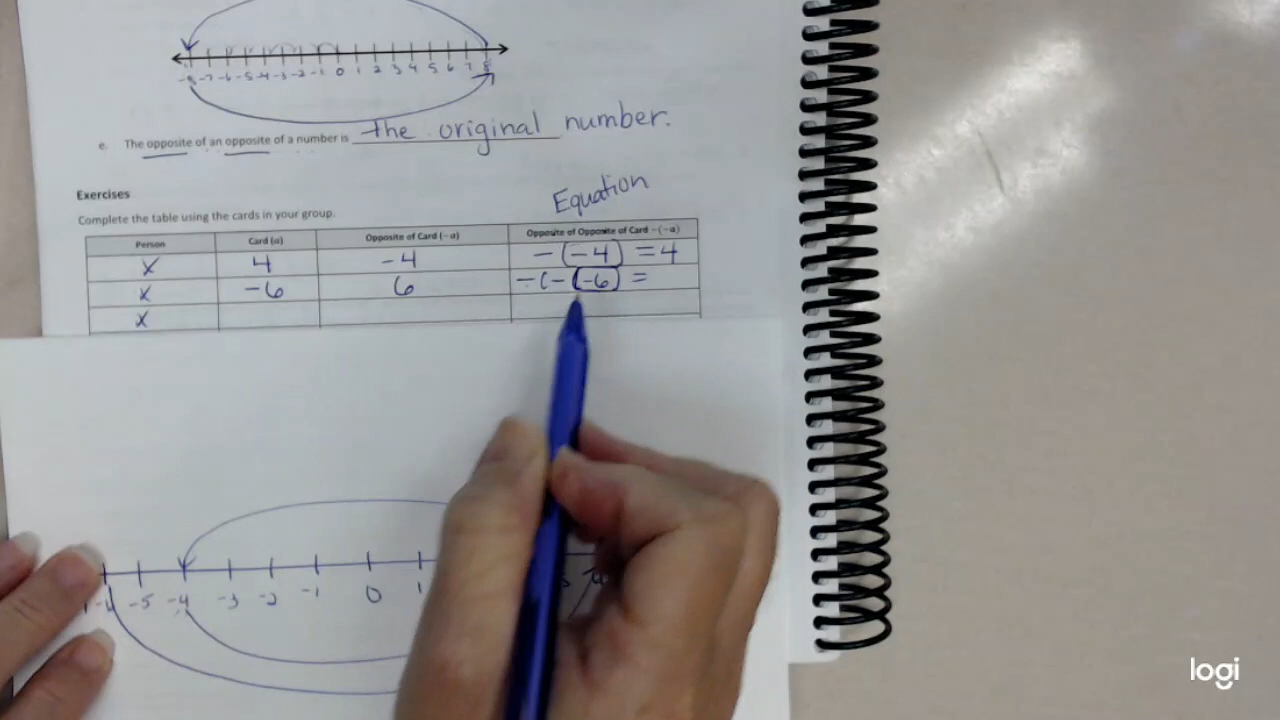 -8 -7 -6 -5 -4 -3 -2 -1 0 1 2 3 4 5 6 7 8
e. The opposite of an opposite of a number is the original number.
Exercises
Equation
Complete the table using the cards in your group.
Person Card (a) Opposite of Card (-a) Opposite of Opposite of Card -(-a)
X 4 -4 -(-4) =4
X -6 6 -(-(-6) =
X
-5 -4 -3 -2 -1 0 1
logi